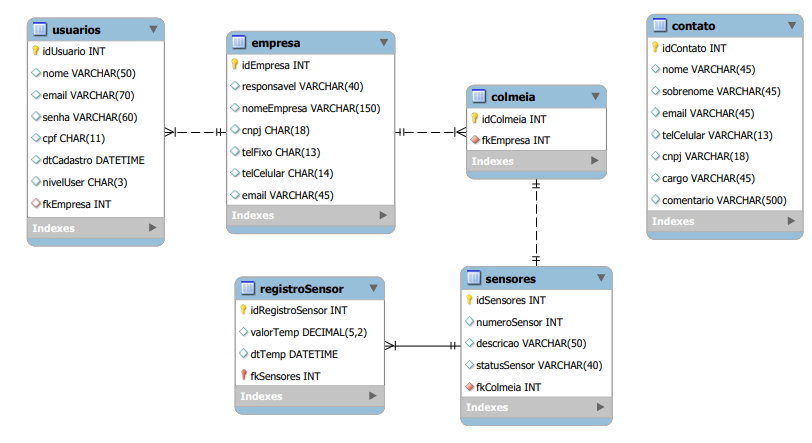 usuarios
idUsuario INT
nome VARCHAR(50)
email VARCHAR(70)
senha VARCHAR(60)
cpf CHAR(11)
dtCadastro DATETIME
nivelUser CHAR(3)
fkEmpresa INT
Indexes
empresa
idEmpresa INT
responsavel VARCHAR(40)
nomeEmpresa VARCHAR(150)
cnpj CHAR(18)
telFixo CHAR(13)
telCelular CHAR(14)
email VARCHAR(45)
Indexes
colmeia
idColmeia INT
fkEmpresa INT
Indexes
contato
idContato INT
nome VARCHAR(45)
sobrenome VARCHAR(45)
email VARCHAR(45)
telCelular VARCHAR(13)
cnpj VARCHAR(18)
cargo VARCHAR(45)
comentario VARCHAR(500)
Indexes
registroSensor
idRegistroSensor INT
valorTemp DECIMAL(5,2)
dtTemp DATETIME
fkSensores INT
Indexes
sensores
idSensores INT
numeroSensor INT
descricao VARCHAR(50)
statusSensor VARCHAR(40)
fkColmeia INT
Indexes